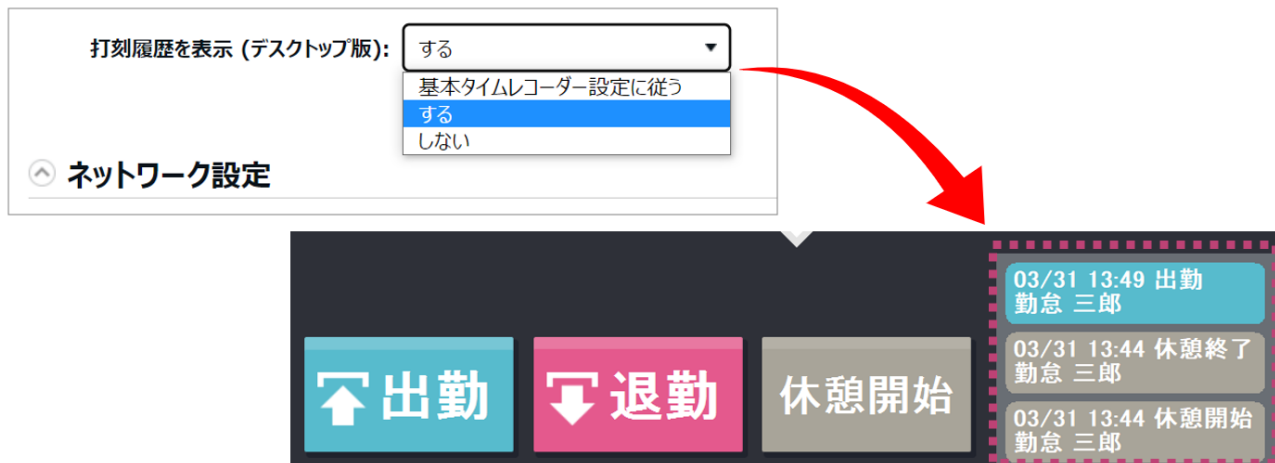 打刻履歴を表示 (デスクトップ版):
する
基本タイムレコーダー設定に従う
する
しない
ネットワーク設定
出勤
退勤
休憩開始
03/31 13:49 出勤
勤怠 三郎
03/31 13:44 休憩終了
勤怠 三郎
03/31 13:44 休憩開始
勤怠 三郎